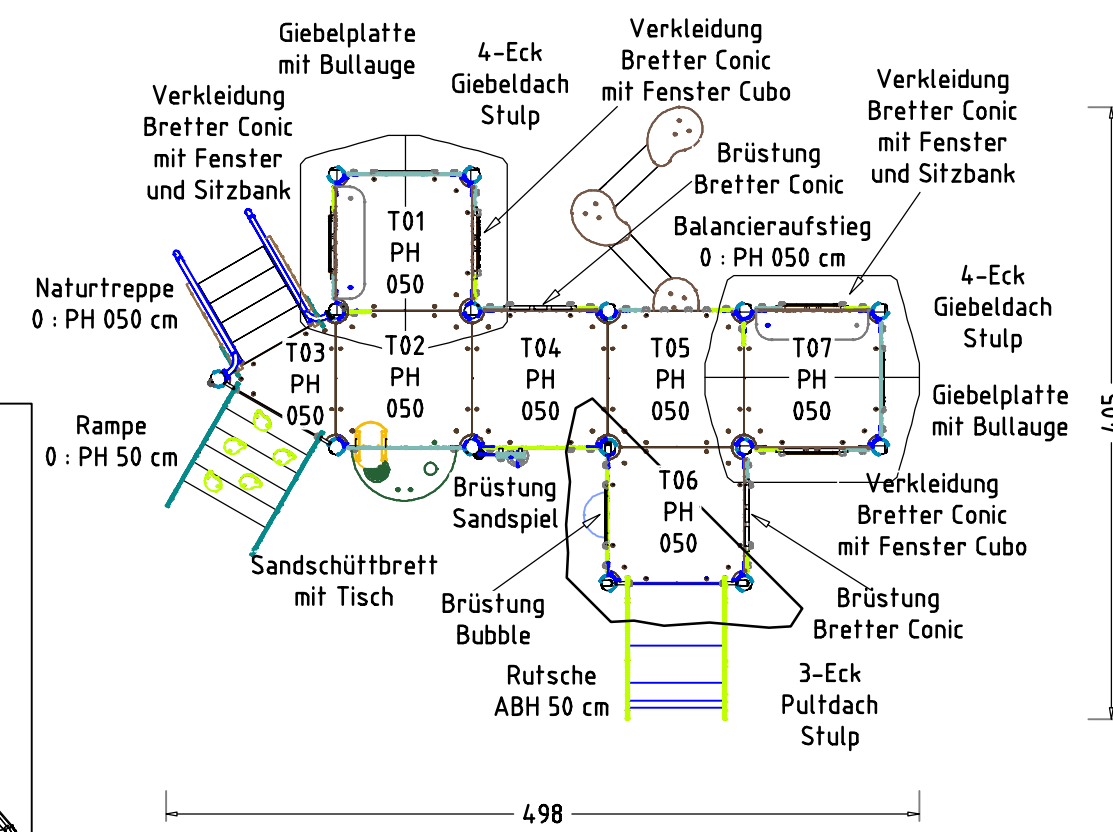 Giebelplatte
mit Bullauge
4-Eck
Giebeldach
Stulp
Verkleidung
Bretter Conic
mit Fenster Cubo
Verkleidung
Bretter Conic
mit Fenster
und Sitzbank
Verkleidung
Bretter Conic
mit Fenster
und Sitzbank
Brüstung
Bretter Conic
Balancieraufstieg
0 : PH 050 cm
T01
PH
050
Naturtreppe
0 : PH 050 cm
4-Eck
Giebeldach
Stulp
T03
PH
050
T02
PH
050
T04
PH
050
T05
PH
050
T07
PH
050
Giebelplatte
mit Bullauge
Rampe
0 : PH 50 cm
405
Brüstung
Sandspiel
T06
PH
050
Verkleidung
Bretter Conic
mit Fenster Cubo
Sandschüttbrett
mit Tisch
Brüstung
Bubble
Brüstung
Bretter Conic
Rutsche
ABH 50 cm
3-Eck
Pultdach
Stulp
498